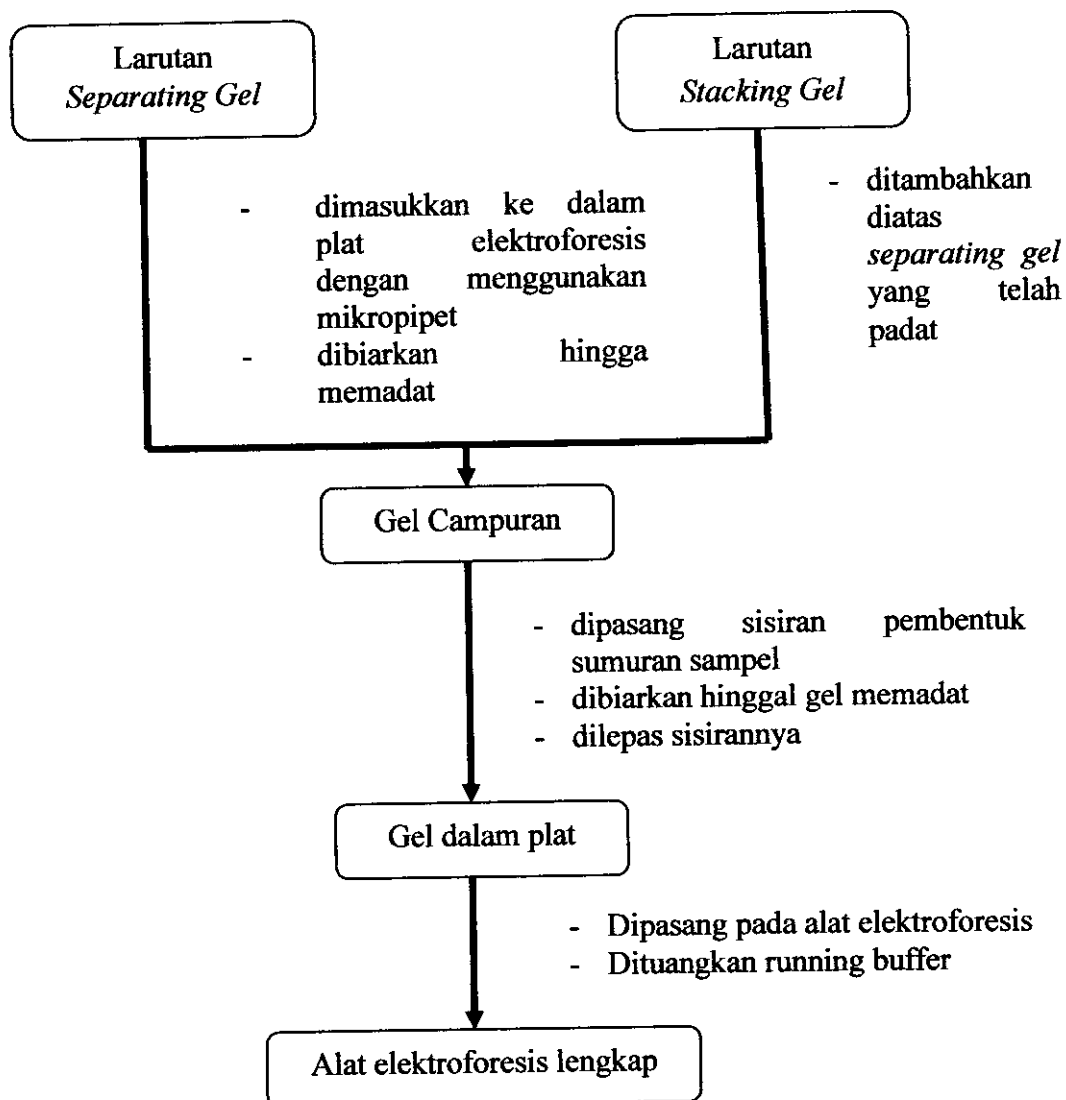 Larutan
Separating Gel
Larutan
Stacking Gel
- dimasukkan ke dalam
plat elektroforesis
dengan menggunakan
mikropipet
- dibiarkan hingga
memadat
- ditambahkan
diatas
separating gel
yang telah
padat
Gel Campuran
- dipasang sisiran pembentuk
sumuran sampel
- dibiarkan hinggal gel memadat
- dilepas sisirannya
Gel dalam plat
- Dipasang pada alat elektroforesis
- Dituangkan running buffer
Alat elektroforesis lengkap